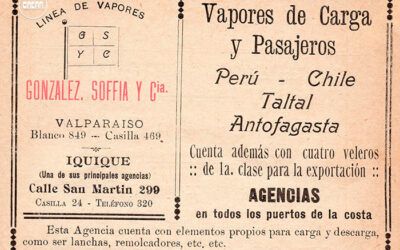 LINEA DE VAPORES
G S
Y C
GONZALEZ, SOFFIA Y Cia.
VALPARAISO
Blanco 849 — Casilla 469
IQUIQUE
(Una de sus principales agencias)
Calle San Martin 299
CASILLA 24 - TELÉFONO 320
Vapores de Carga
y Pasajeros
Perú - Chile
Taltal
Antofagasta
Cuenta además con cuatro veleros
:: de 1a. clase para la exportación ::
AGENCIAS
en todos los puertos de la costa
Esta Agencia cuenta con elementos propios para carga y descarga,
como ser lanchas, remolcadores, etc. etc.